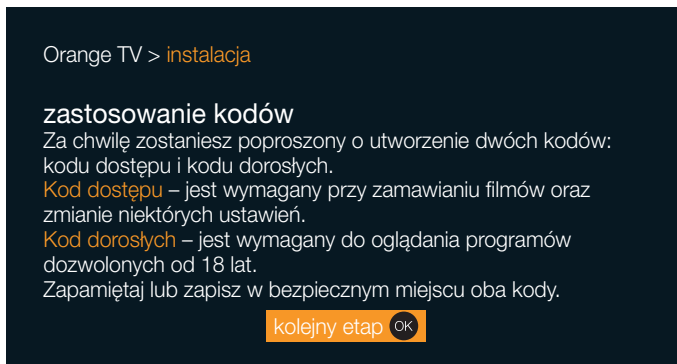 Orange TV > instalacja
zastosowanie kodów
Za chwilę zostaniesz poproszony o utworzenie dwóch kodów:
kodu dostępu i kodu dorosłych.
Kod dostępu – jest wymagany przy zamawianiu filmów oraz
zmianie niektórych ustawień.
Kod dorosłych – jest wymagany do oglądania programów
dozwolonych od 18 lat.
Zapamiętaj lub zapisz w bezpiecznym miejscu oba kody.
kolejny etap OK